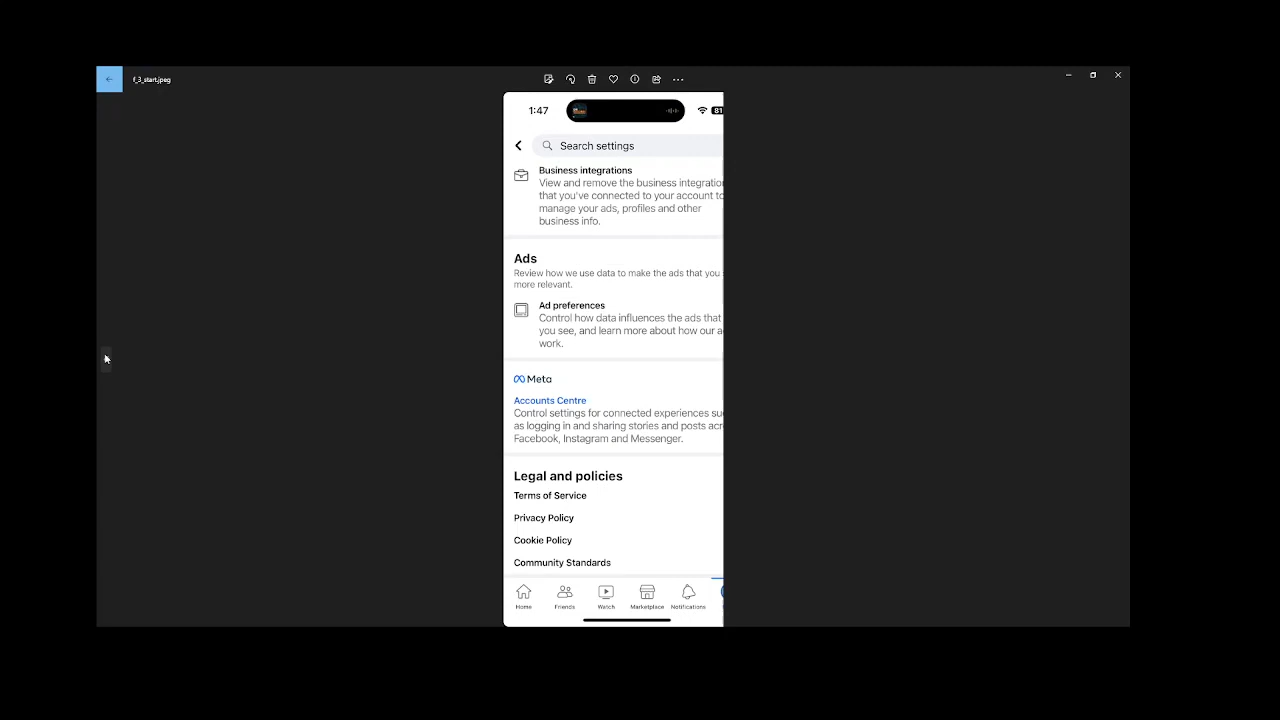 f_3_start.jpeg
1:47
81
Search settings
Business integrations
View and remove the business integration
that you've connected to your account to
manage your ads, profiles and other
business info.
Ads
Review how we use data to make the ads that you
more relevant.
Ad preferences
Control how data influences the ads that
you see, and learn more about how our a
work.
Meta
Accounts Centre
Control settings for connected experiences su
as logging in and sharing stories and posts acr
Facebook, Instagram and Messenger.
Legal and policies
Terms of Service
Privacy Policy
Cookie Policy
Community Standards
Home Friends Watch Marketplace Notifications